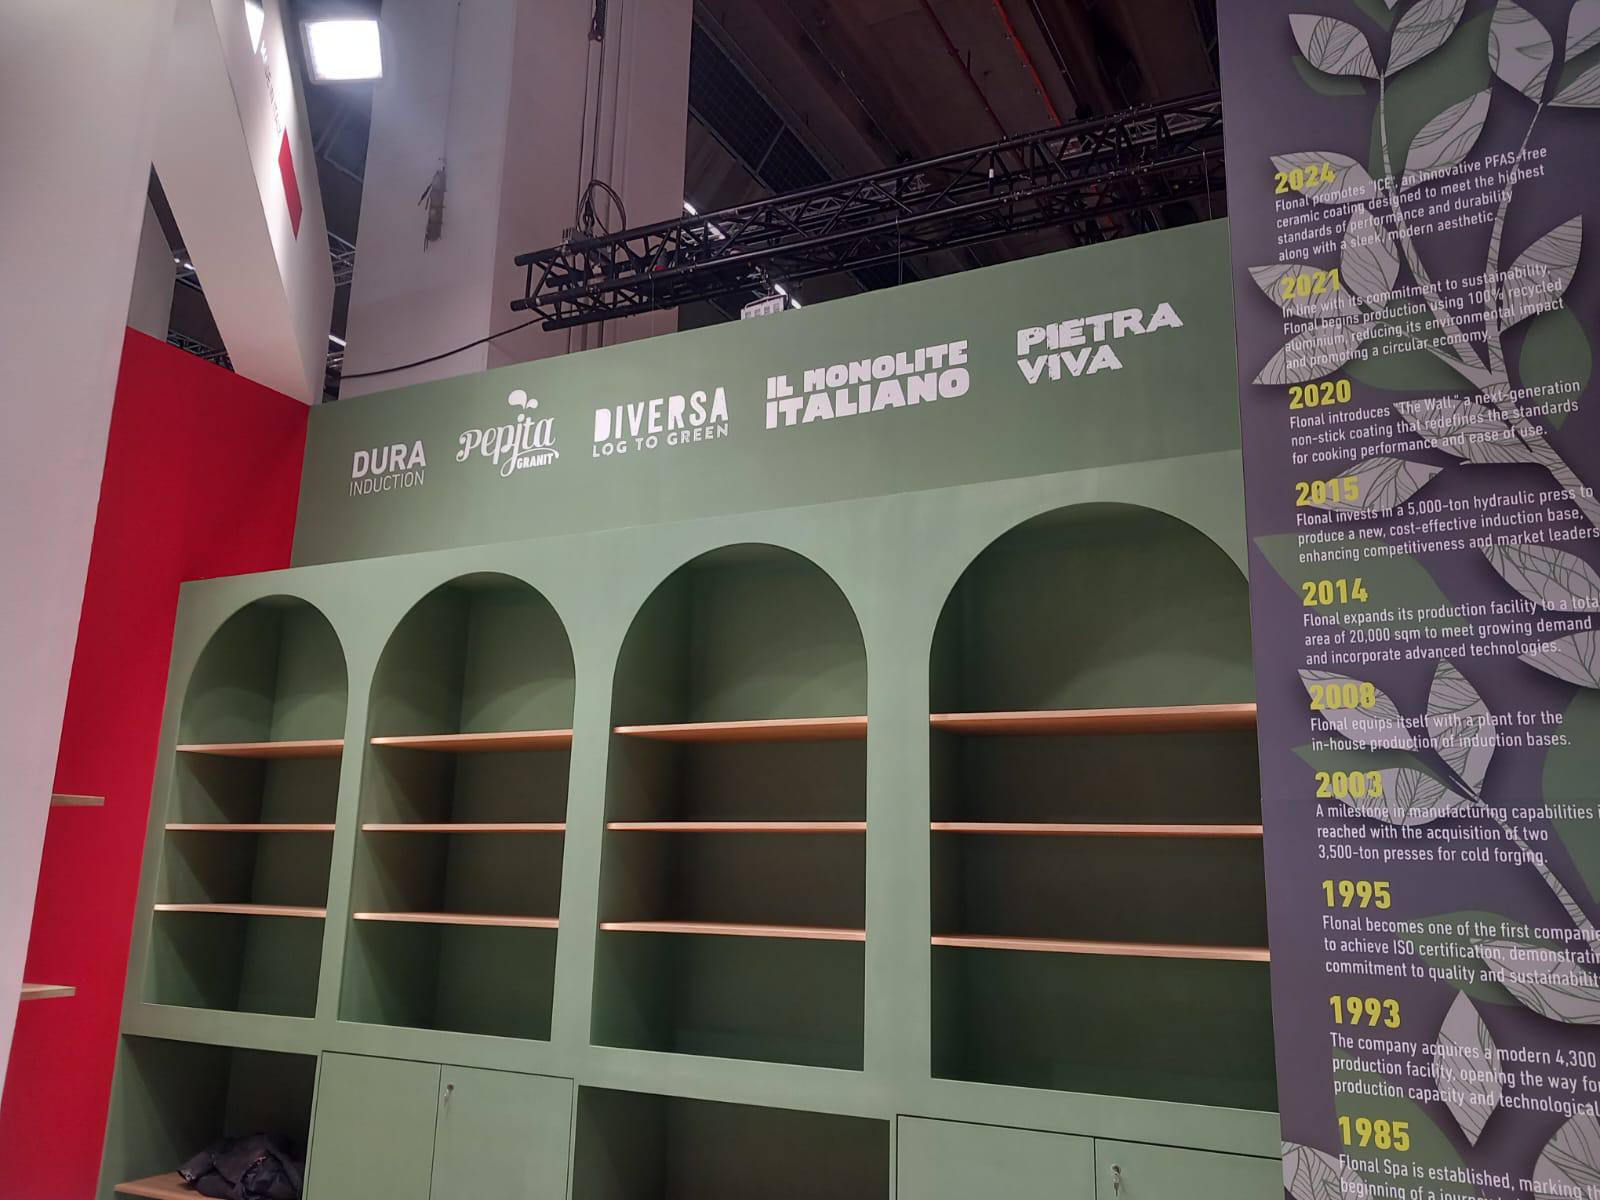 DURA
INDUCTION
Pepita
GRANIT
DIVERSA
LOG TO GREEN
IL MONOLITE
ITALIANO
PIETRA
VIVA
2024
Flonal promotes "ICE", an innovative PFAS-free
ceramic coating designed to meet the highest
standards of performance and durability
along with a sleek, modern aesthetic.
2021
In line with its commitment to sustainability,
Flonal begins production using 100% recycled
aluminium, reducing its environmental impact
and promoting a circular economy.
2020
Flonal introduces "The Wall," a next-generation
non-stick coating that redefines the standards
for cooking performance and ease of use.
2015
Flonal invests in a 5,000-ton hydraulic press to
produce a new, cost-effective induction base,
enhancing competitiveness and market leaders
2014
Flonal expands its production facility to a tota
area of 20,000 sqm to meet growing demand
and incorporate advanced technologies.
2008
Flonal equips itself with a plant for the
in-house production of induction bases.
2003
A milestone in manufacturing capabilities i
reached with the acquisition of two
3,500-ton presses for cold forging.
1995
Flonal becomes one of the first companie
to achieve ISO certification, demonstratin
commitment to quality and sustainabilit
1993
The company acquires a modern 4,300
production facility, opening the way fo
production capacity and technological
1985
Flonal Spa is established, marking th
beginning of a journey